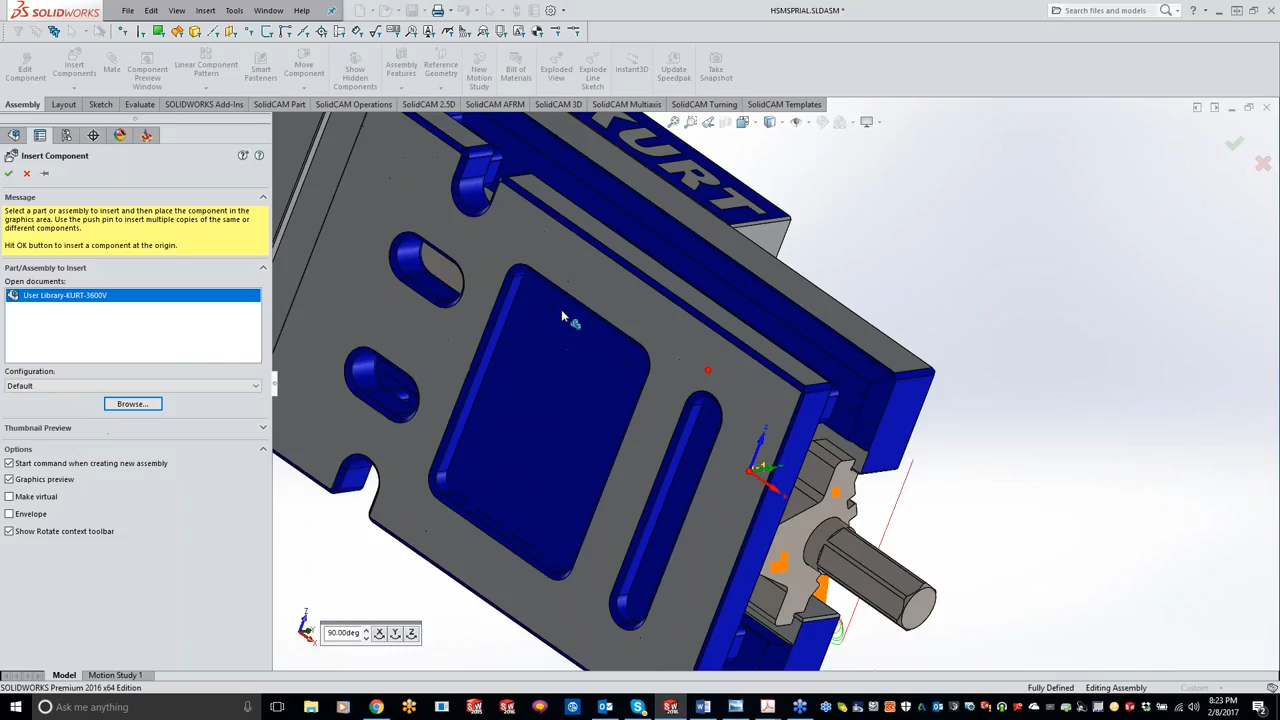 SOLIDWORKS File Edit View Insert Tools Window Help HSMSPRIAL.SLDASM * Search files and models
Edit Component Insert Components Mate Component Preview Window Linear Component Pattern Smart Fasteners Move Component Show Hidden Components Assembly Features Reference Geometry New Motion Study Bill of Materials Exploded View Explode Line Sketch Instant3D Update Speedpak Take Snapshot
Assembly Layout Sketch Evaluate SOLIDWORKS Add-Ins SolidCAM Part SolidCAM Operations SolidCAM 2.5D SolidCAM AFRM SolidCAM 3D SolidCAM Multiaxis SolidCAM Turning SolidCAM Templates
KURT
Insert Component
Message
Select a part or assembly to insert and then place the component in the
graphics area. Use the push pin to insert multiple copies of the same or
different components.
Hit OK button to insert a component at the origin.
Part/Assembly to Insert
Open documents:
User Library-KURT-3600V
Configuration:
Default
Browse...
Thumbnail Preview
Options
Start command when creating new assembly
Graphics preview
Make virtual
Envelope
Show Rotate context toolbar
90.00deg X Y Z
Model Motion Study 1
SOLIDWORKS Premium 2016 x64 Edition Fully Defined Editing Assembly Custom
Ask me anything 8:23 PM
2/8/2017